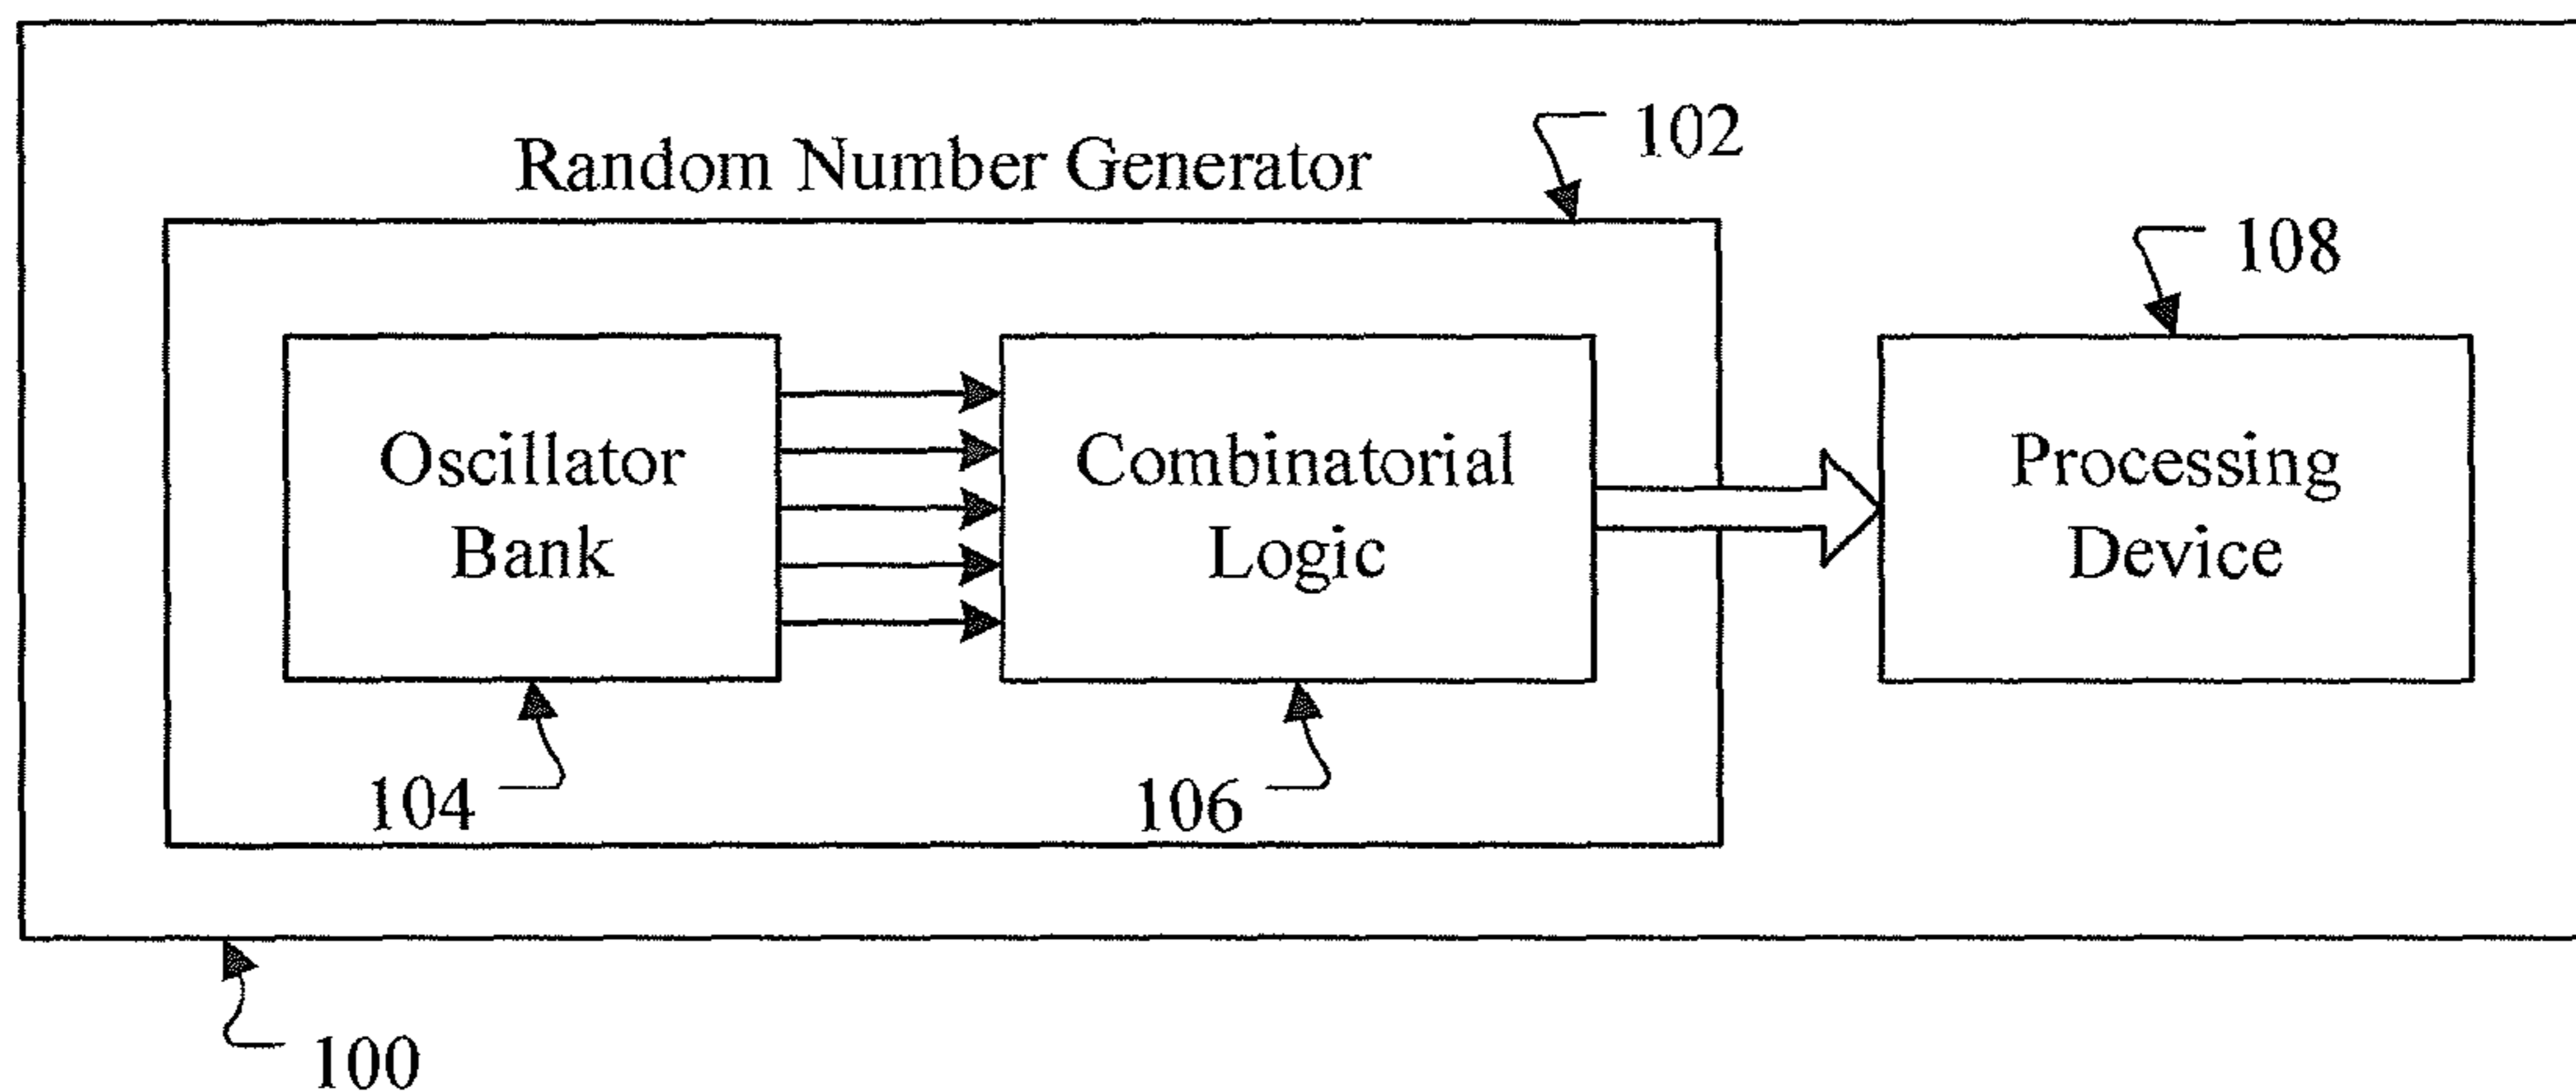 102
Random Number Generator
108
Oscillator
Bank
Combinatorial
Logic
Processing
Device
104
106
100